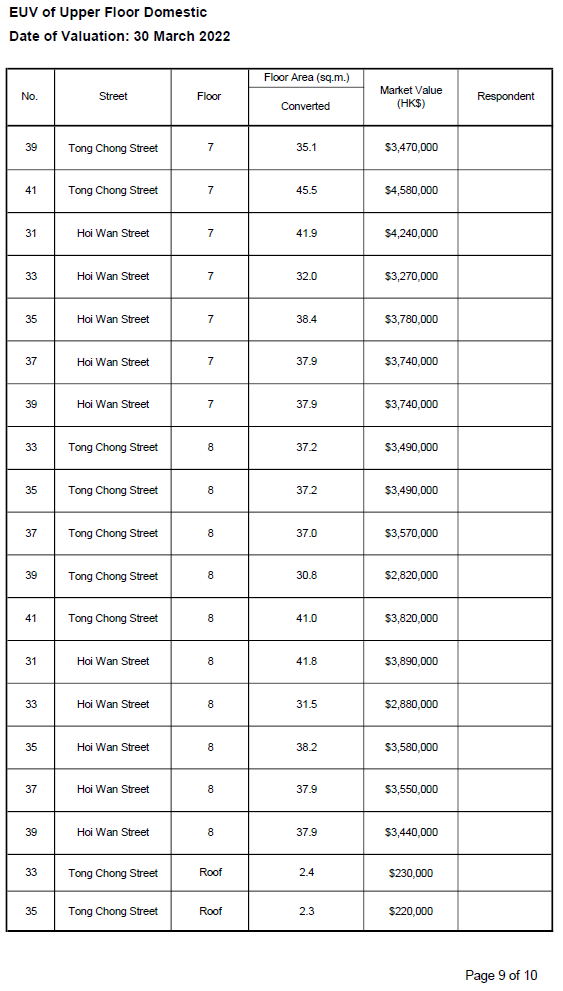 EUV of Upper Floor Domestic
Date of Valuation: 30 March 2022
No. Street Floor Floor Area (sq.m.) Converted Market Value (HK$) Respondent
39 Tong Chong Street 7 35.1 $3,470,000
41 Tong Chong Street 7 45.5 $4,580,000
31 Hoi Wan Street 7 41.9 $4,240,000
33 Hoi Wan Street 7 32.0 $3,270,000
35 Hoi Wan Street 7 38.4 $3,780,000
37 Hoi Wan Street 7 37.9 $3,740,000
39 Hoi Wan Street 7 37.9 $3,740,000
33 Tong Chong Street 8 37.2 $3,490,000
35 Tong Chong Street 8 37.2 $3,490,000
37 Tong Chong Street 8 37.0 $3,570,000
39 Tong Chong Street 8 30.8 $2,820,000
41 Tong Chong Street 8 41.0 $3,820,000
31 Hoi Wan Street 8 41.8 $3,890,000
33 Hoi Wan Street 8 31.5 $2,880,000
35 Hoi Wan Street 8 38.2 $3,580,000
37 Hoi Wan Street 8 37.9 $3,550,000
39 Hoi Wan Street 8 37.9 $3,440,000
33 Tong Chong Street Roof 2.4 $230,000
35 Tong Chong Street Roof 2.3 $220,000
Page 9 of 10